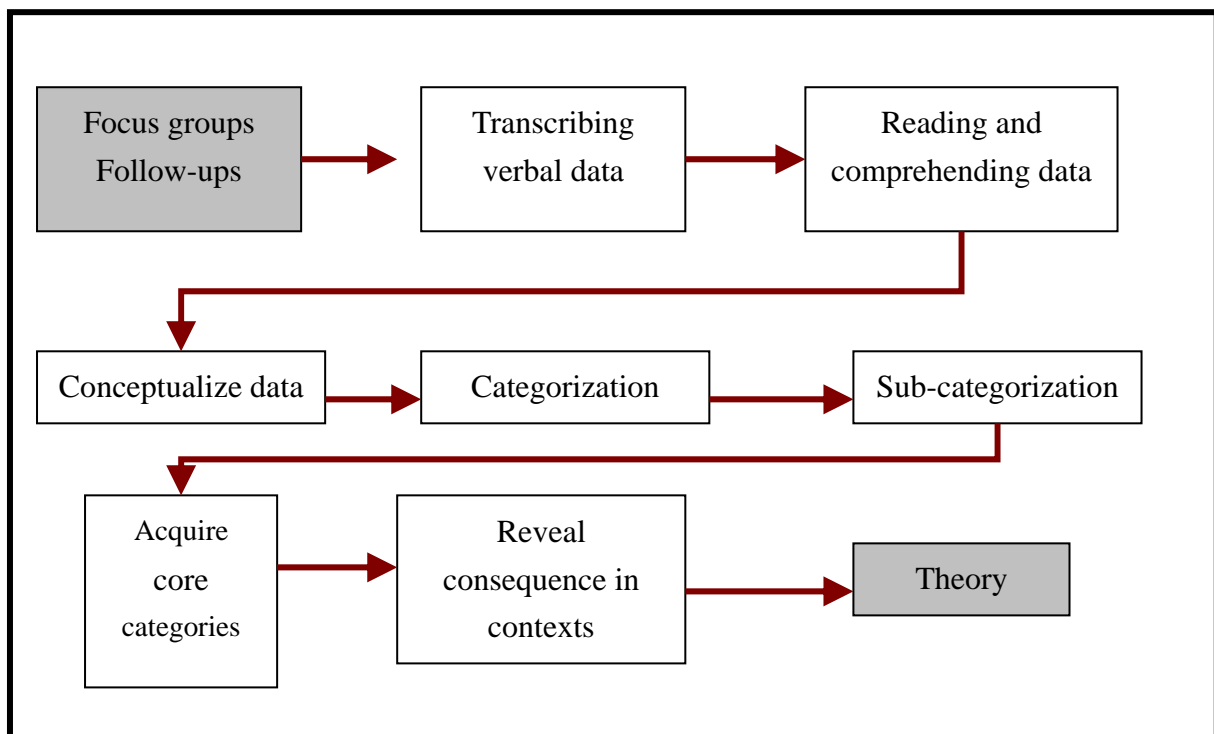 Focus groups
Follow-ups
Transcribing
verbal data
Reading and
comprehending data
Conceptualize data
Categorization
Sub-categorization
Acquire
core
categories
Reveal
consequence in
contexts
Theory